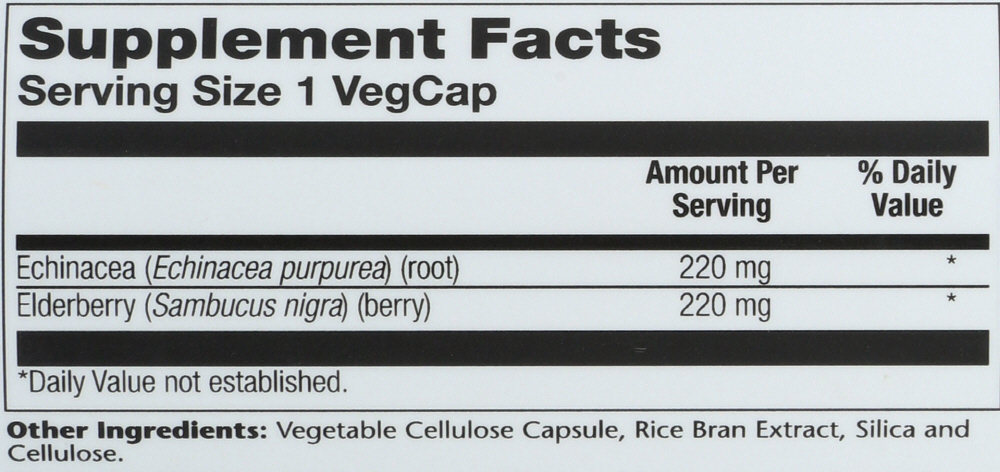 Supplement Facts
Serving Size 1 VegCap
Amount Per Serving % Daily Value
Echinacea (Echinacea purpurea) (root) 220 mg *
Elderberry (Sambucus nigra) (berry) 220 mg *
*Daily Value not established.
Other Ingredients: Vegetable Cellulose Capsule, Rice Bran Extract, Silica and
Cellulose.